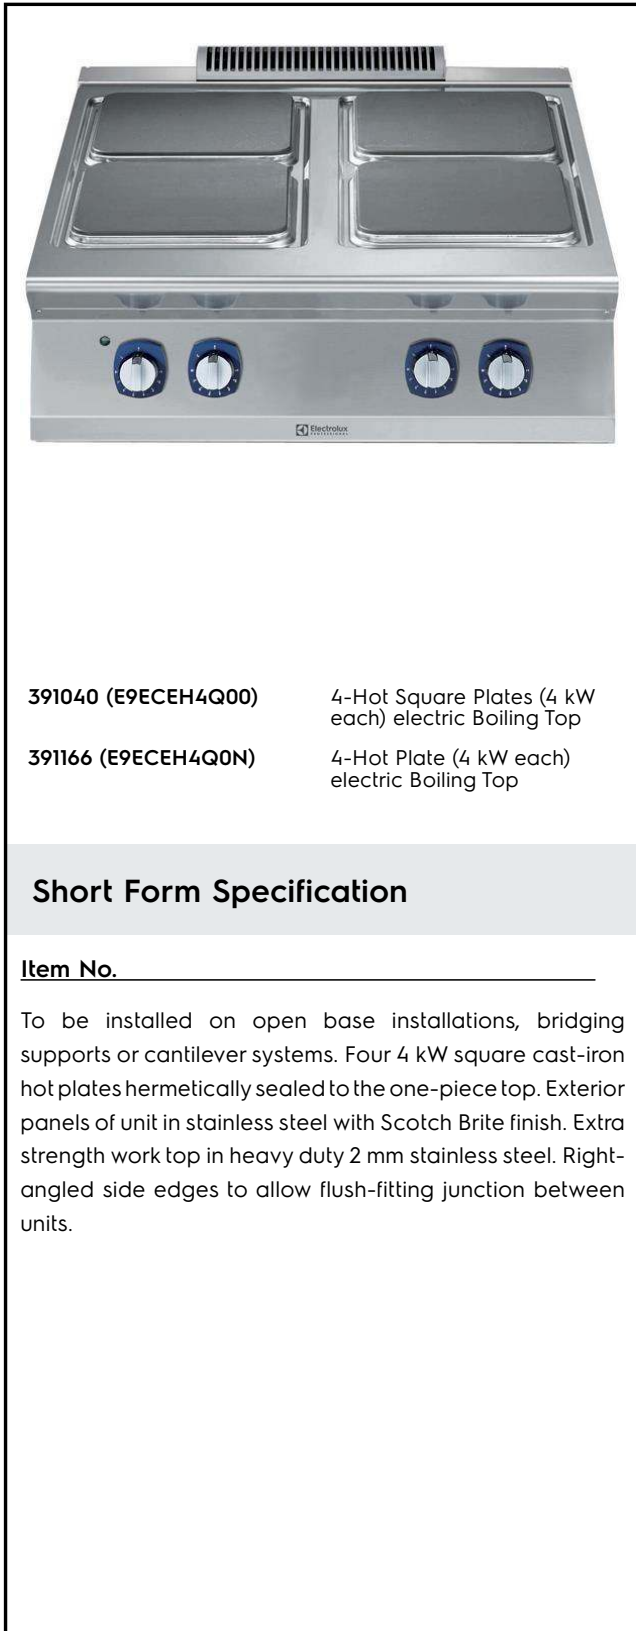 Electrolux
PROFESSIONAL
391040 (E9ECEH4Q00)
4-Hot Square Plates (4 kW
each) electric Boiling Top
391166 (E9ECEH4Q0N)
4-Hot Plate (4 kW each)
electric Boiling Top
Short Form Specification
Item No.
To be installed on open base installations, bridging
supports or cantilever systems. Four 4 kW square cast-iron
hot plates hermetically sealed to the one-piece top. Exterior
panels of unit in stainless steel with Scotch Brite finish. Extra
strength work top in heavy duty 2 mm stainless steel. Right-
angled side edges to allow flush-fitting junction between
units.